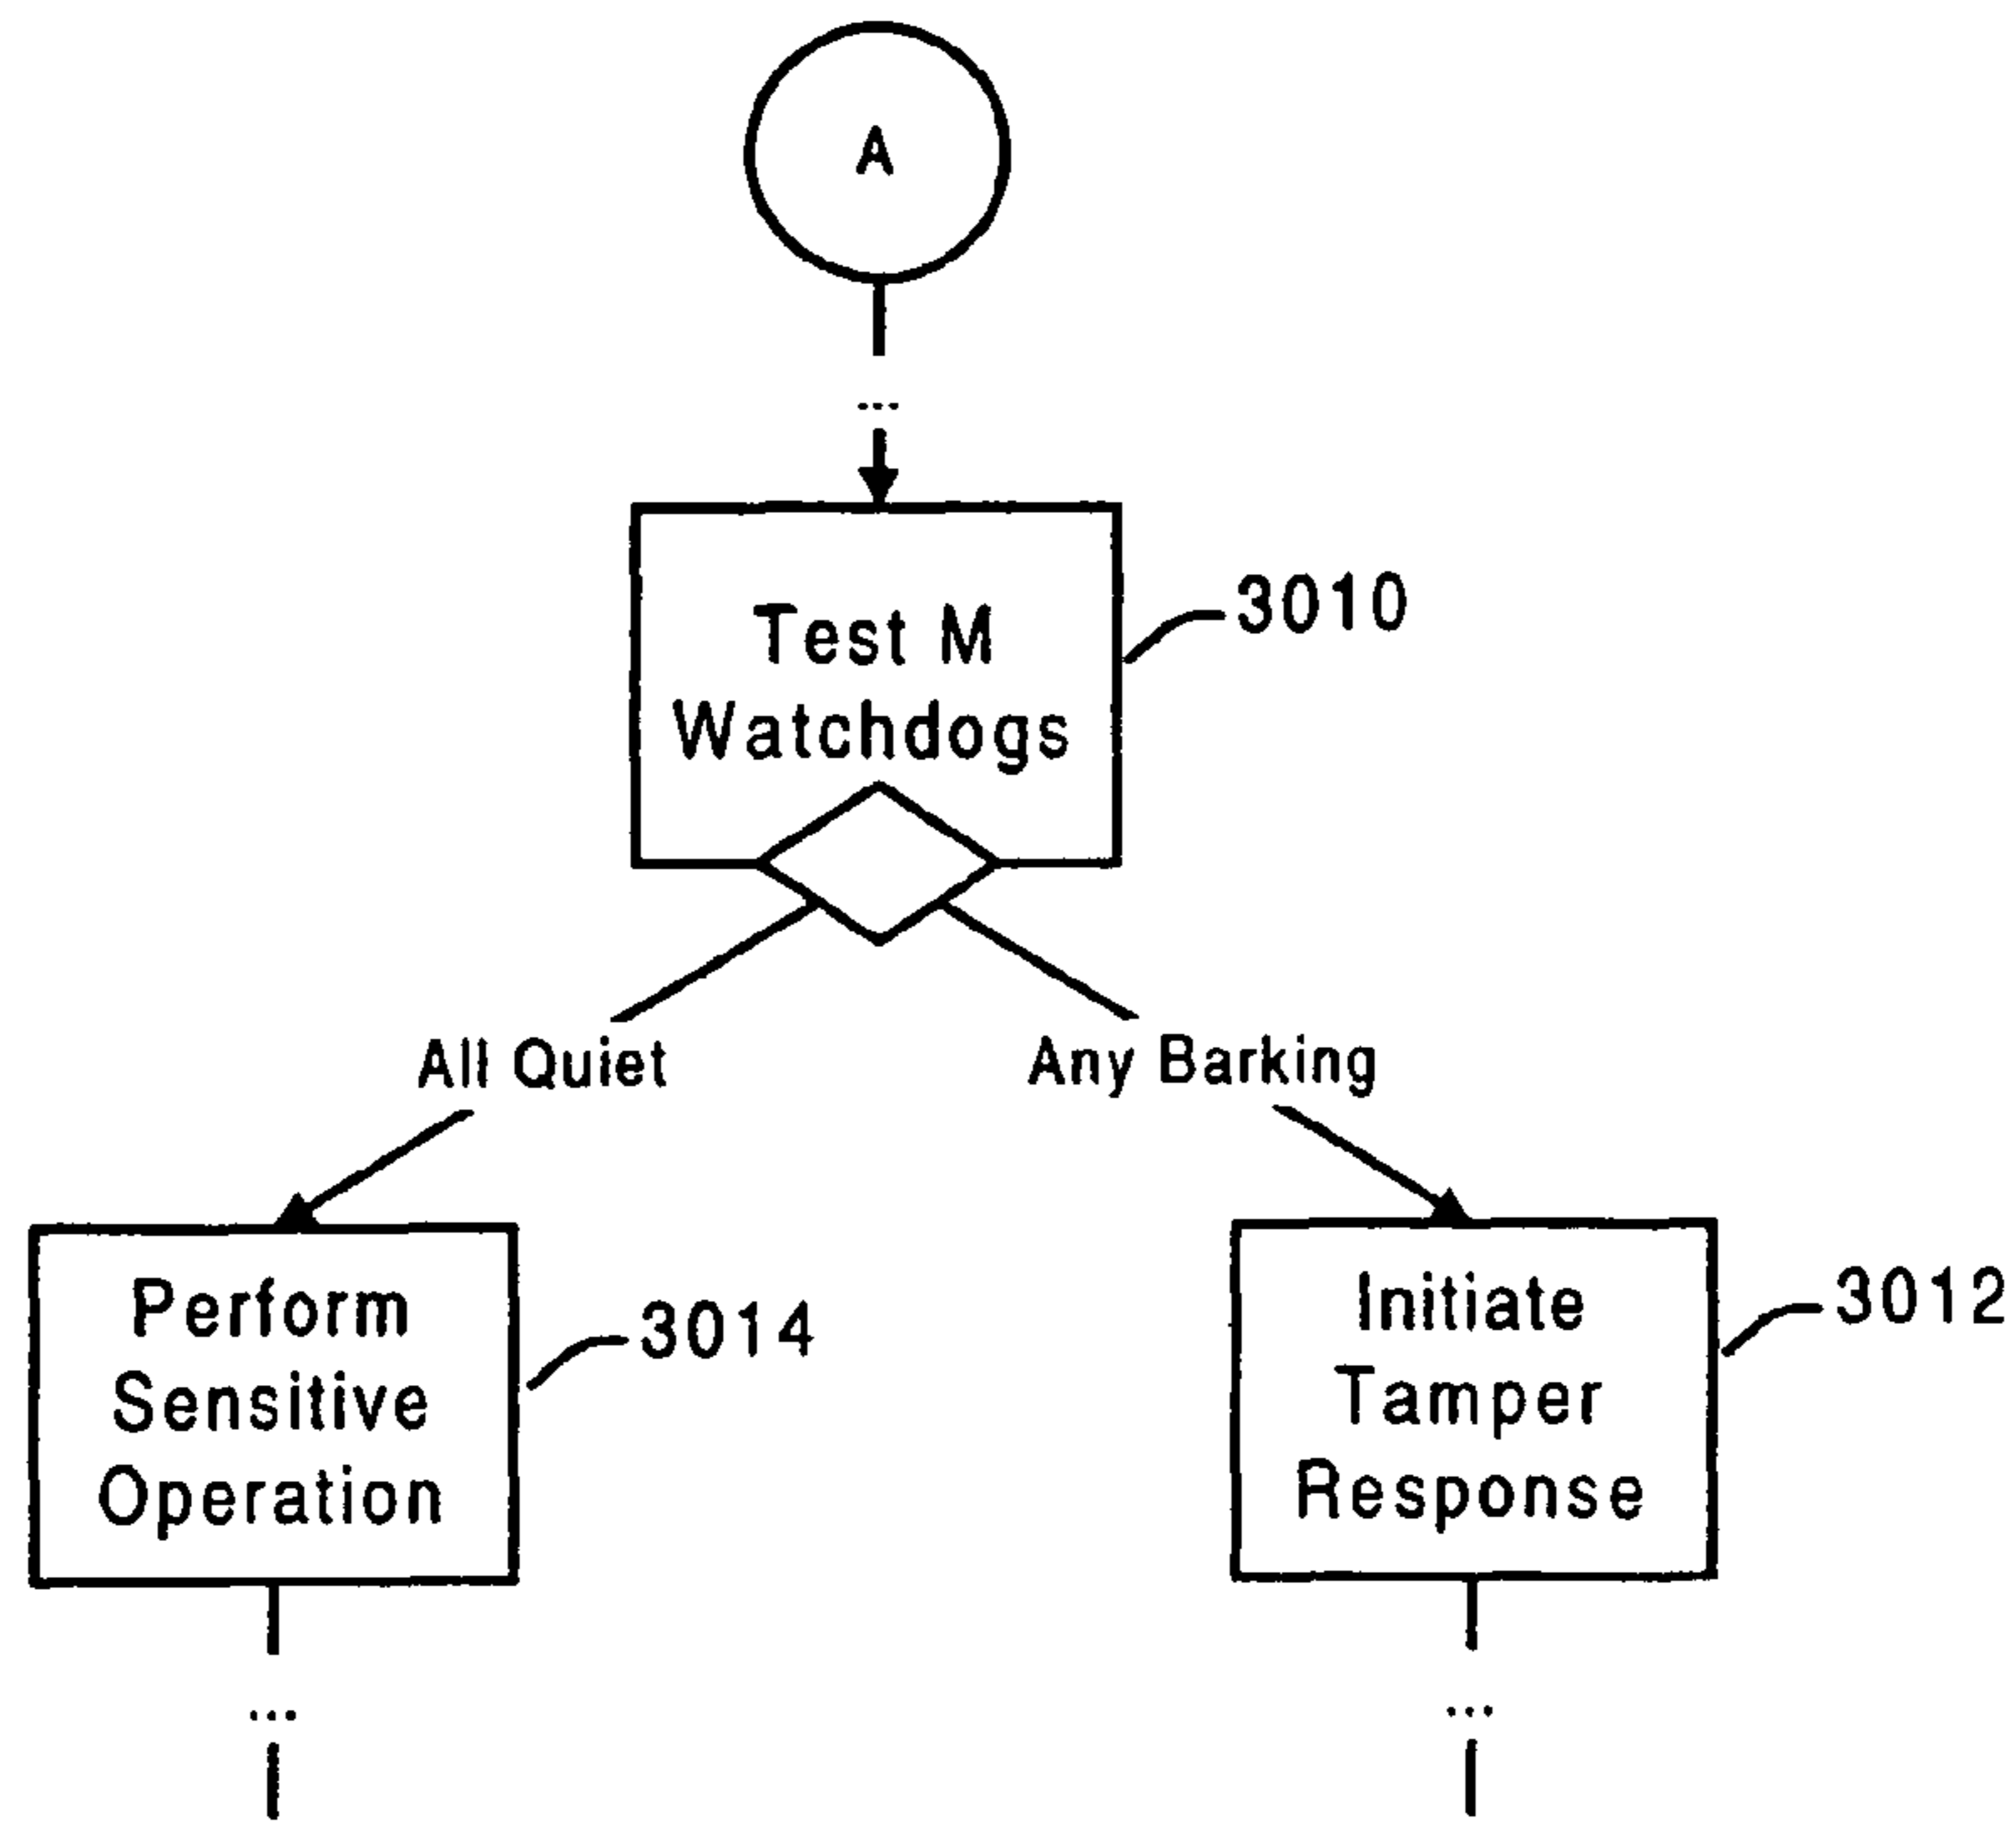 A
...
Test M
Watchdogs
3010
All Quiet
Any Barking
Perform
Sensitive
Operation
3014
Initiate
Tamper
Response
3012
...
...